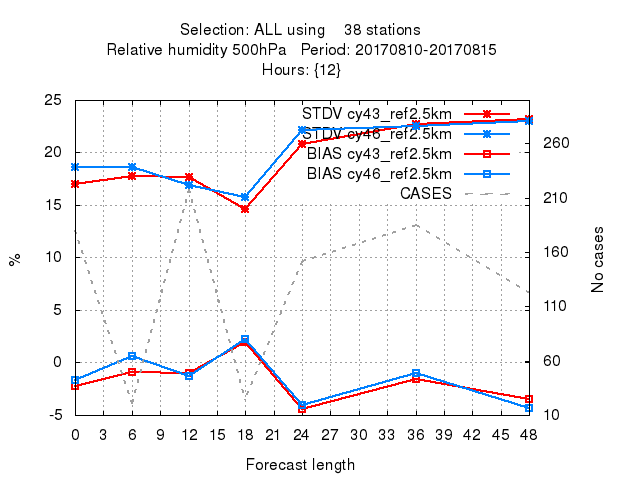 Selection: ALL using    38 stations
Relative humidity 500hPa   Period: 20170810-20170815
Hours: {12}
STDV cy43_ref2.5km
STDV cy46_ref2.5km
BIAS cy43_ref2.5km
BIAS cy46_ref2.5km
CASES
25
20
15
10
5
0
-5
%
260
210
160
110
60
10
No cases
0 3 6 9 12 15 18 21 24 27 30 33 36 39 42 45 48
Forecast length